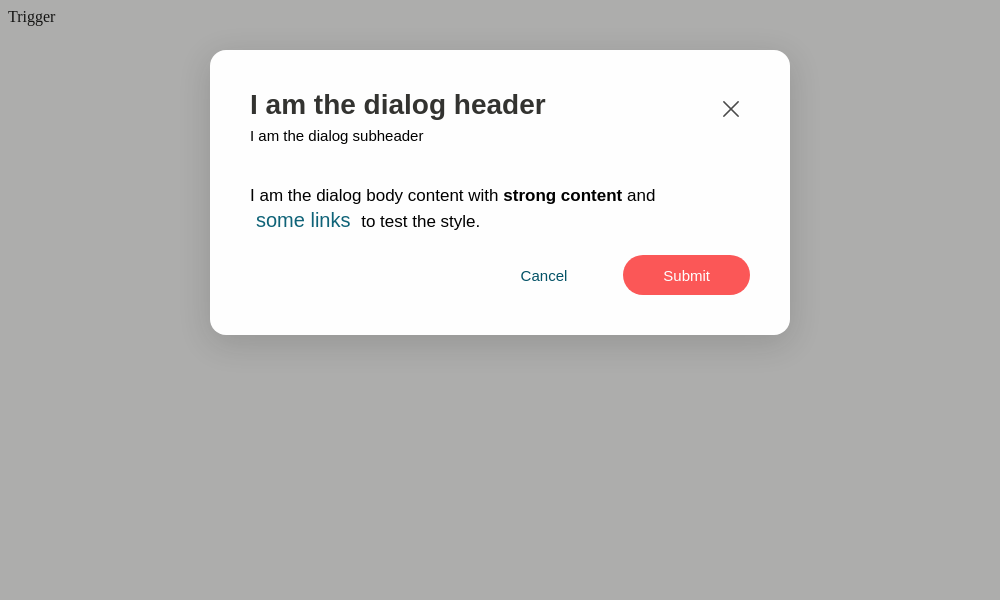 Trigger
I am the dialog header
I am the dialog subheader
I am the dialog body content with strong content and
some links to test the style.
Cancel
Submit